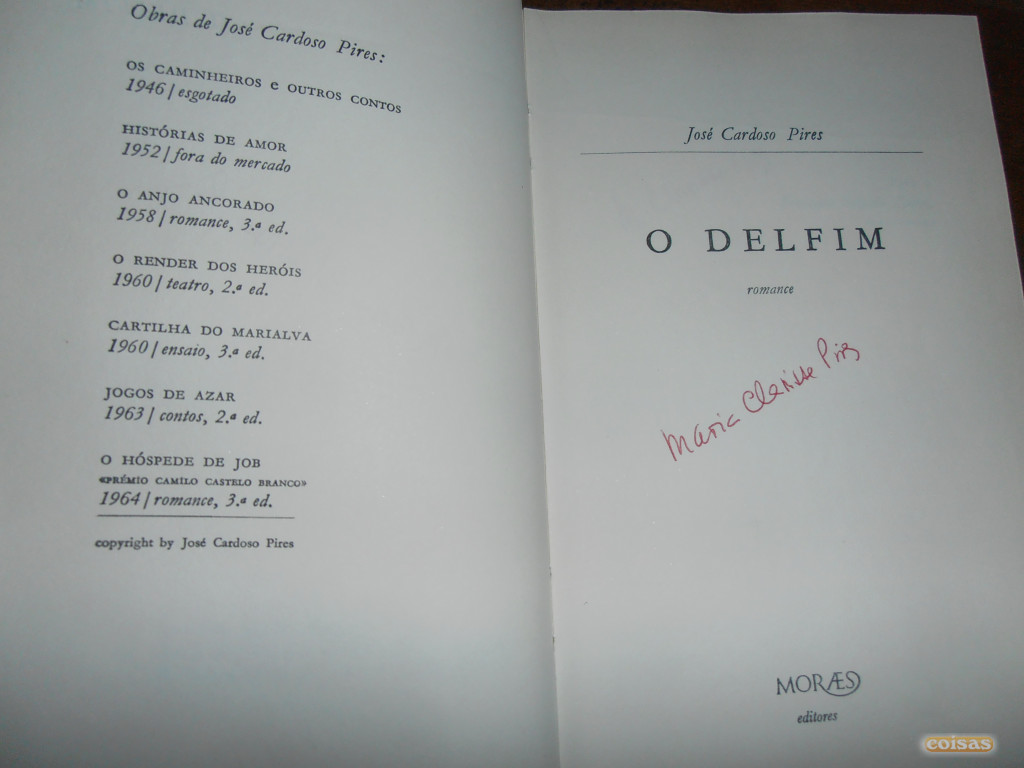 Obras de José Cardoso Pires:
OS CAMINHEIROS e OUTROS CONTOS
1946 / esgotado
HISTÓRIAS DE AMOR
1952 / fora do mercado
O ANJO ANCORADO
1958 / romance, 3.ª ed.
O RENDER DOS HERÓIS
1960 / teatro, 2.ª ed.
CARTILHA DO MARIALVA
1960 / ensaio, 3.ª ed.
JOGOS DE AZAR
1963 / contos, 2.ª ed.
O HÓSPEDE DE JOB
«PRÉMIO CAMILO CASTELO BRANCO»
1964 / romance, 3.ª ed.
copyright by José Cardoso Pires
José Cardoso Pires
O DELFIM
romance
Maria Clarisse Pires
MORÆS
editores
coisas